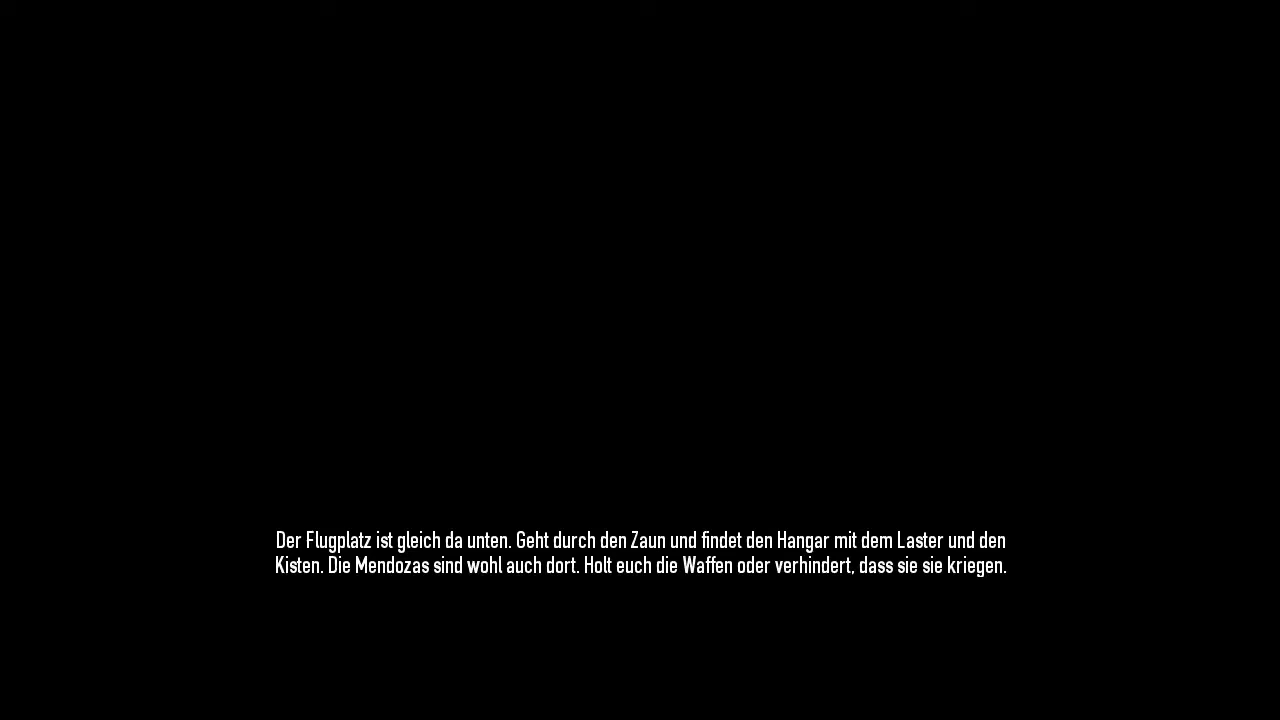 Der Flugplatz ist gleich da unten. Geht durch den Zaun und findet den Hangar mit dem Laster und den
Kisten. Die Mendozas sind wohl auch dort. Holt euch die Waffen oder verhindert, dass sie sie kriegen.